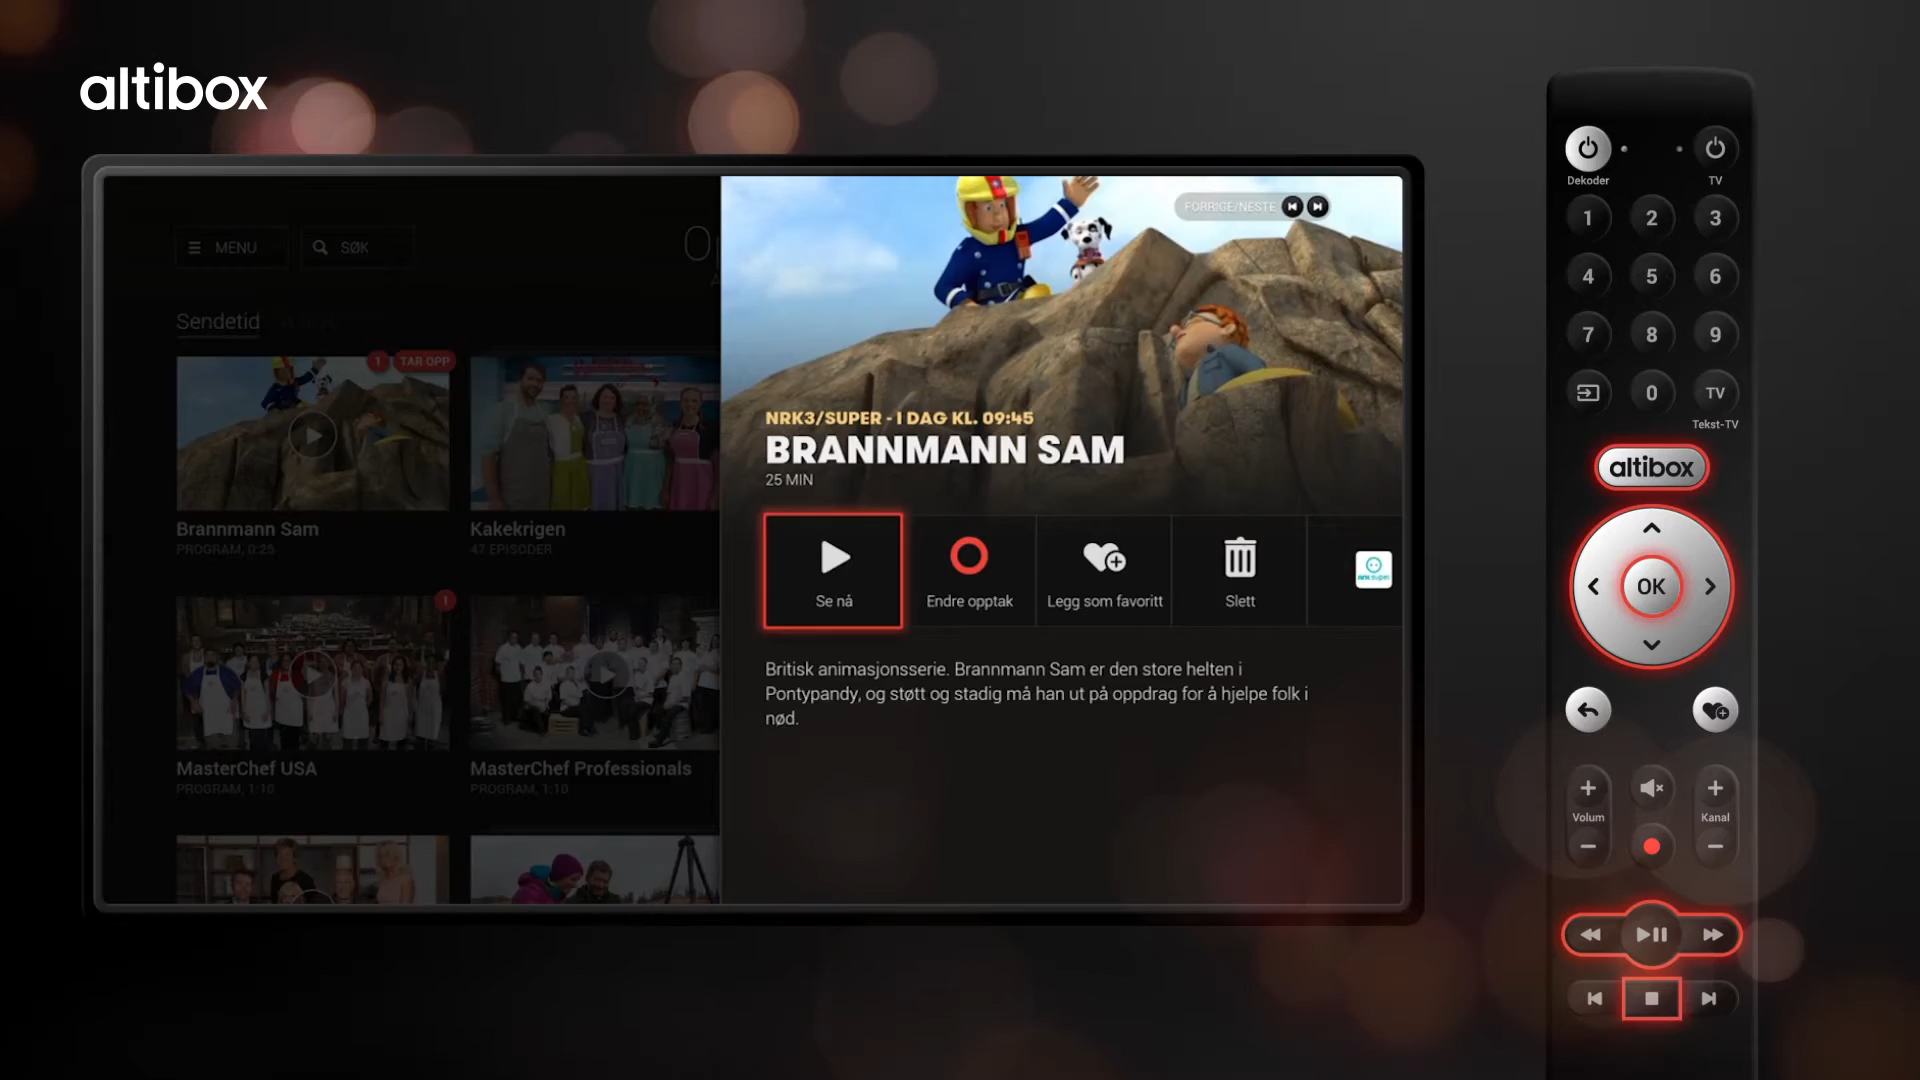 altibox
MENU
SØK
Sendetid
1
TAR OPP
Brannmann Sam
PROGRAM, 0:25
Kakekrigen
47 EPISODER
1
MasterChef USA
PROGRAM, 1:10
MasterChef Professionals
PROGRAM, 1:10
FORRIGE/NESTE
NRK3/SUPER - I DAG KL. 09:45
BRANNMANN SAM
25 MIN
Se nå
Endre opptak
Legg som favoritt
Slett
nrk super
Britisk animasjonsserie. Brannmann Sam er den store helten i
Pontypandy, og støtt og stadig må han ut på oppdrag for å hjelpe folk i
nød.
Dekoder
TV
1 2 3
4 5 6
7 8 9
0 TV
Tekst-TV
altibox
OK
Volum
Kanal